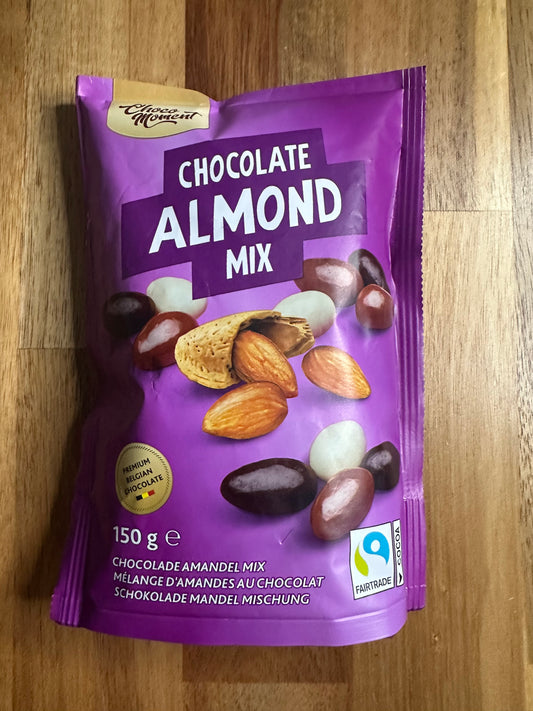 Choco
Moment
CHOCOLATE
ALMOND
MIX
PREMIUM
BELGIAN
CHOCOLATE
150 g ℮
CHOCOLADE AMANDEL MIX
MÉLANGE D'AMANDES AU CHOCOLAT
SCHOKOLADE MANDEL MISCHUNG
FAIRTRADE
COCOA